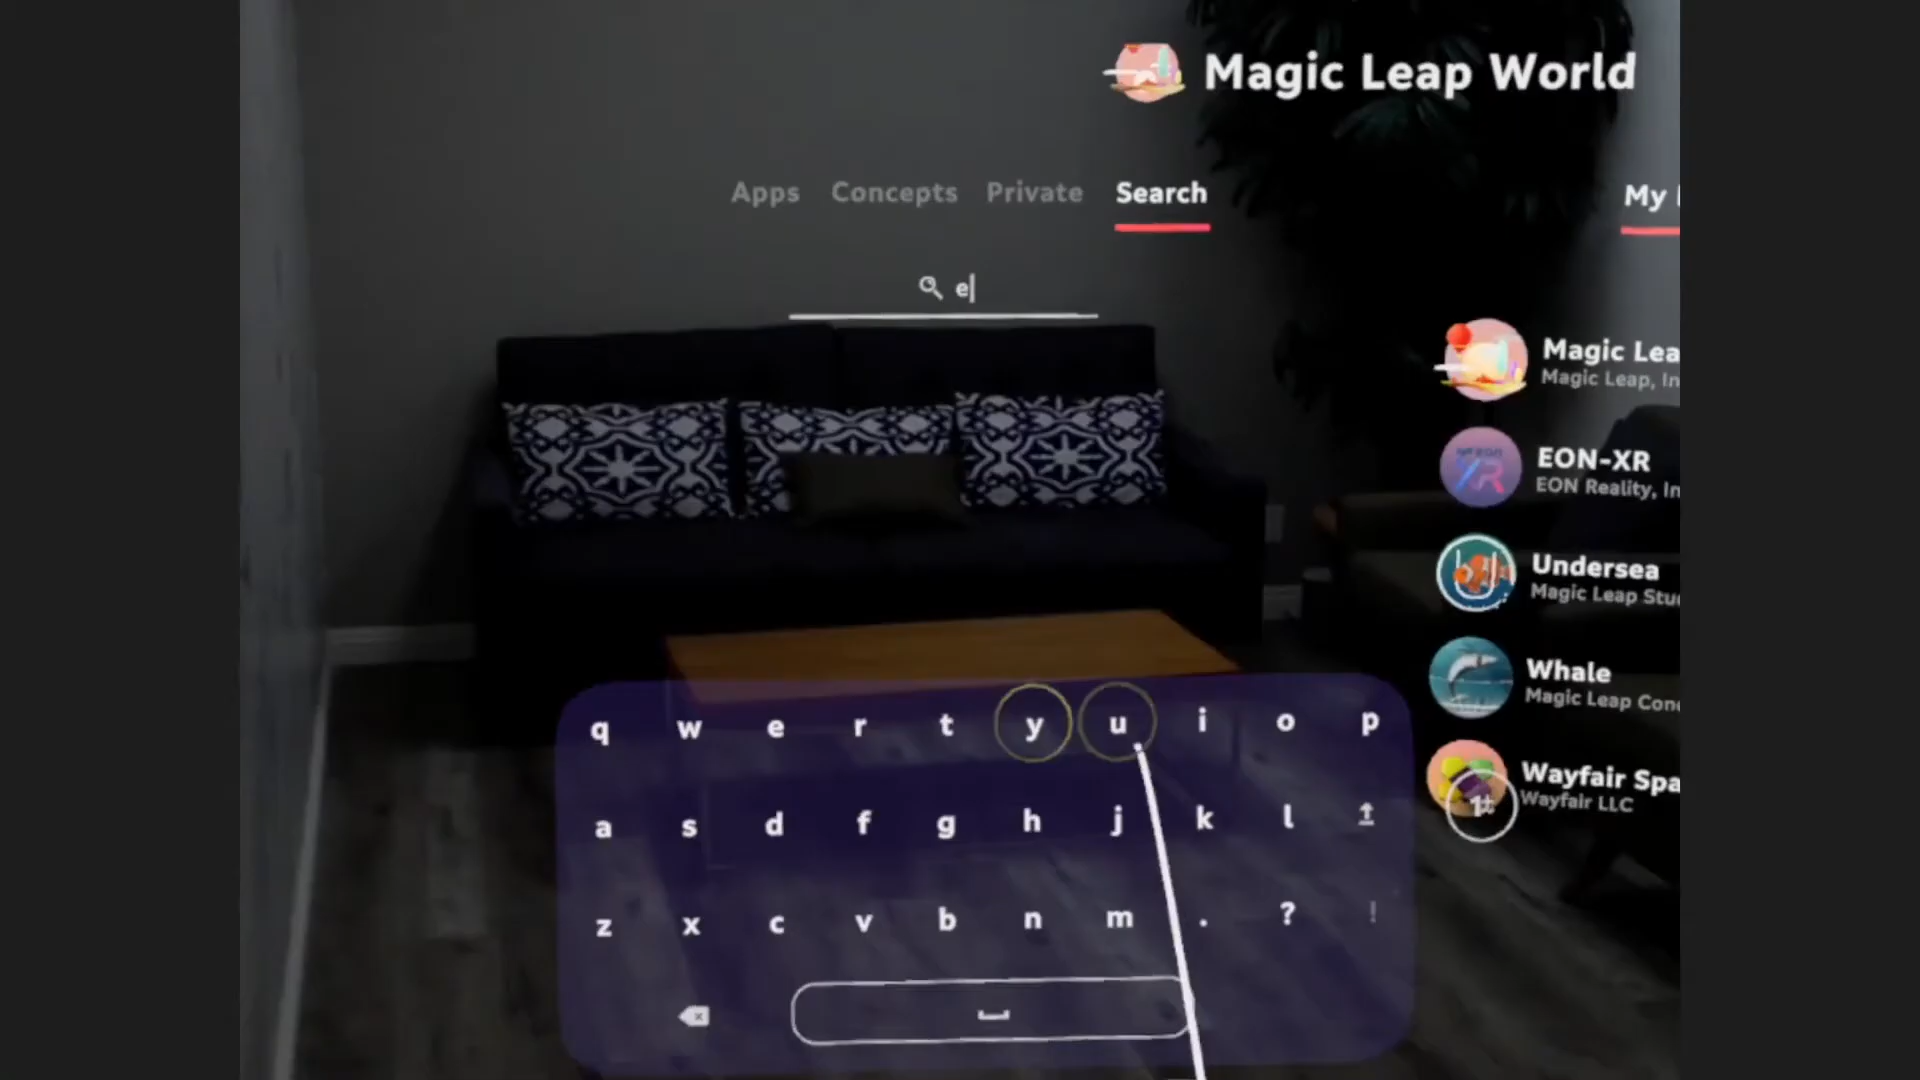 Magic Leap World
Apps Concepts Private Search
My
e
Magic Lea
Magic Leap, In
EON-XR
EON Reality, In
Undersea
Magic Leap Stu
Whale
Magic Leap Conc
Wayfair Spa
Wayfair LLC
q w e r t y u i o p
a s d f g h j k l
z x c v b n m . ? !